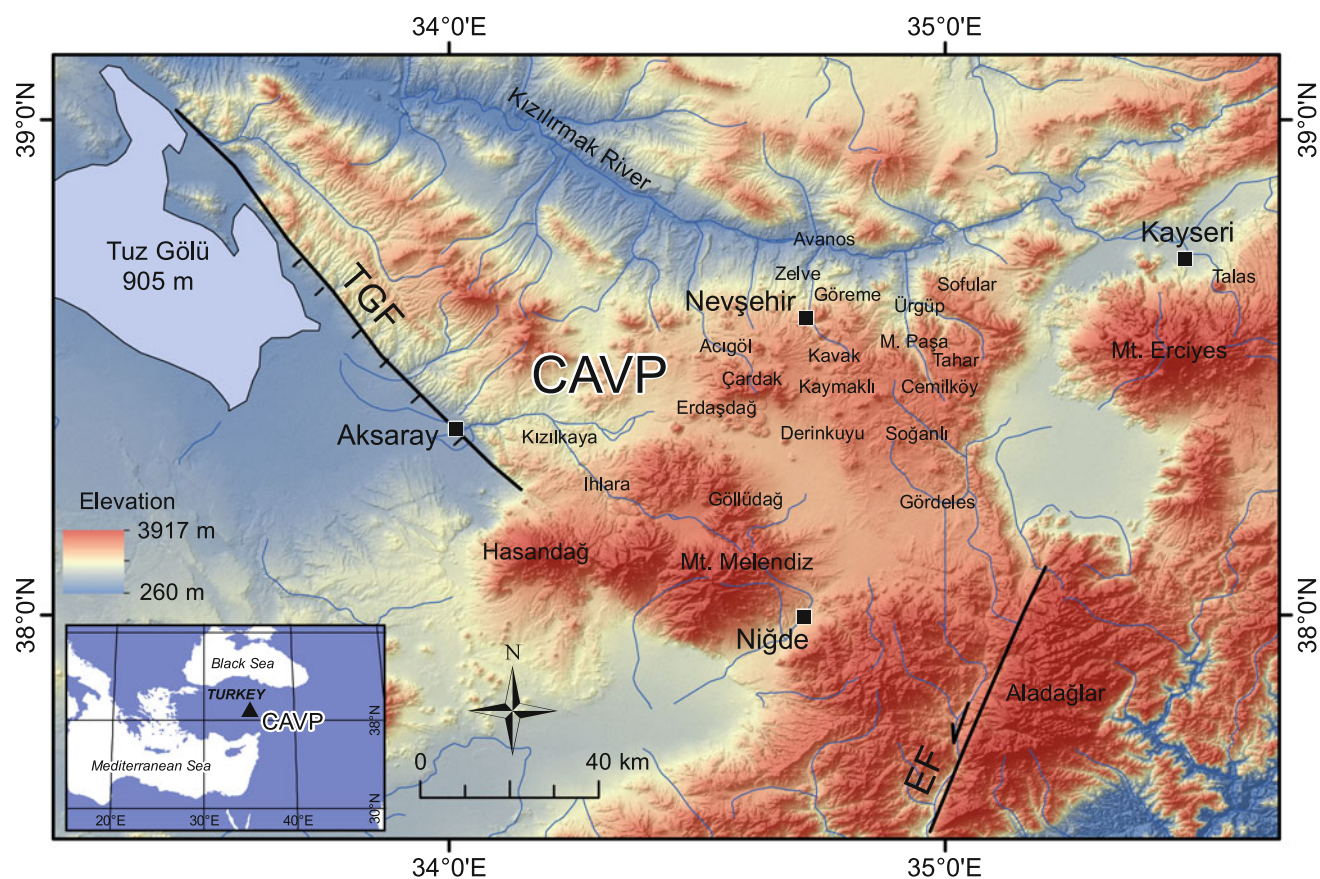 34°0'E
35°0'E
39°0'N
39°0'N
Kızılırmak River
Tuz Gölü
905 m
TGF
Avanos
Kayseri
Zelve
Talas
Sofular
Göreme
Nevşehir
Ürgüp
Acıgöl
M. Paşa
Mt. Erciyes
Kavak
Tahar
CAVP
Çardak
Kaymaklı
Cemilköy
Erdaşdağ
Aksaray
Kızılkaya
Derinkuyu
Soğanlı
Ihlara
Göllüdağ
Gördeles
Elevation
3917 m
260 m
Hasandağ
Mt. Melendiz
38°0'N
38°0'N
Niğde
Aladağlar
EF
N
0
40 km
Black Sea
TURKEY
CAVP
38°N
Mediterranean Sea
30°N
20°E
30°E
40°E
34°0'E
35°0'E